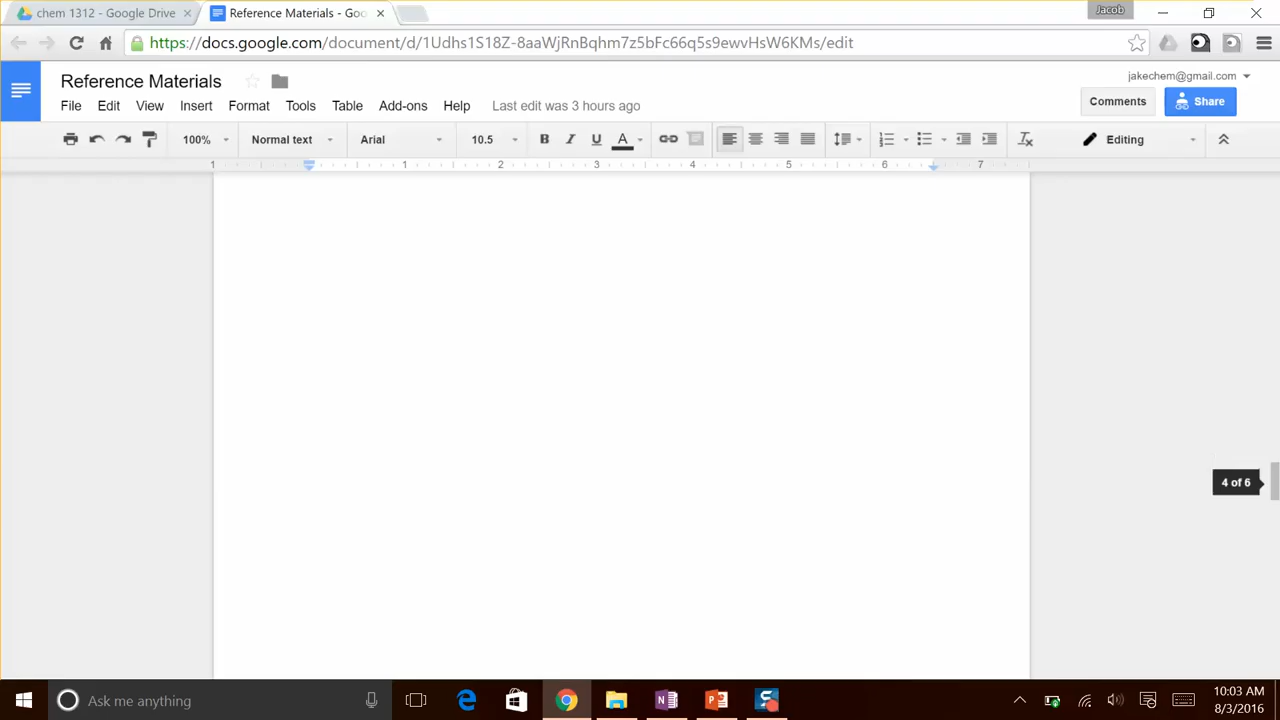 chem 1312 - Google Drive
Reference Materials - Goo
Jacob
https://docs.google.com/document/d/1Udhs1S18Z-8aaWjRnBqhm7z5bFc66q5s9ewvHsW6KMs/edit
Reference Materials
jakechem@gmail.com
File Edit View Insert Format Tools Table Add-ons Help Last edit was 3 hours ago
Comments
Share
100% Normal text Arial 10.5 B I U A Editing
1 1 2 3 4 5 6 7
4 of 6
Ask me anything
10:03 AM
8/3/2016